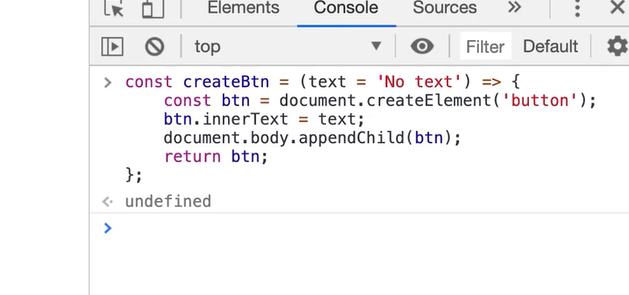 Elements Console Sources »
top ▼ Filter Default
> const createBtn = (text = 'No text') => {
    const btn = document.createElement('button');
    btn.innerText = text;
    document.body.appendChild(btn);
    return btn;
};
undefined
>